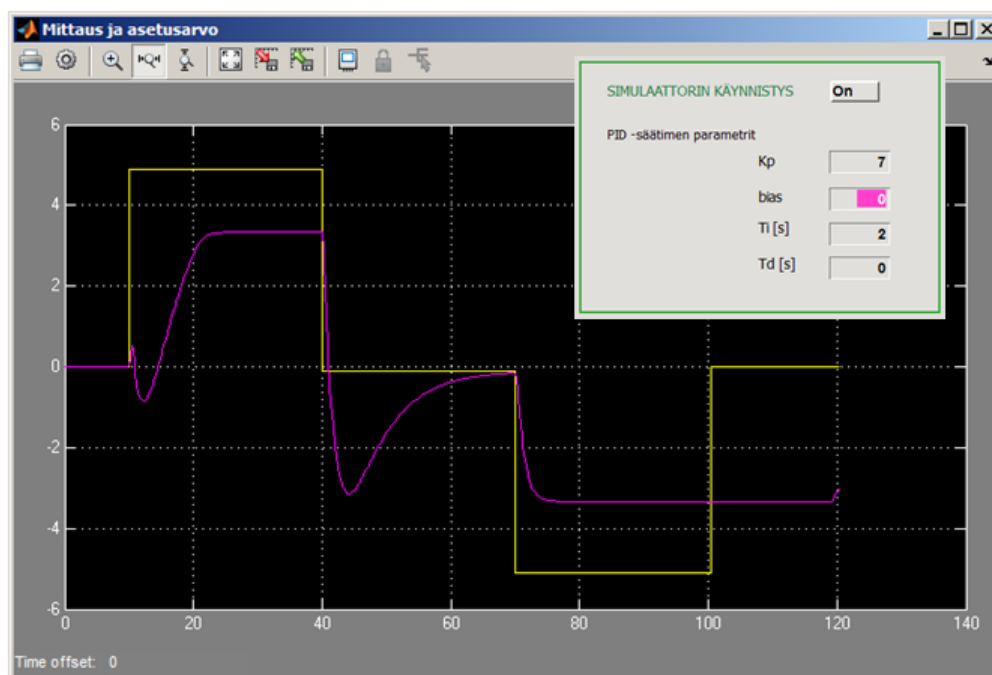 Mittaus ja asetusarvo
SIMULAATTORIN KÄYNNISTYS On
PID -säätimen parametrit
Kp 7
bias 0
Ti [s] 2
Td [s] 0
6
4
2
0
-2
-4
-6
0 20 40 60 80 100 120 140
Time offset: 0